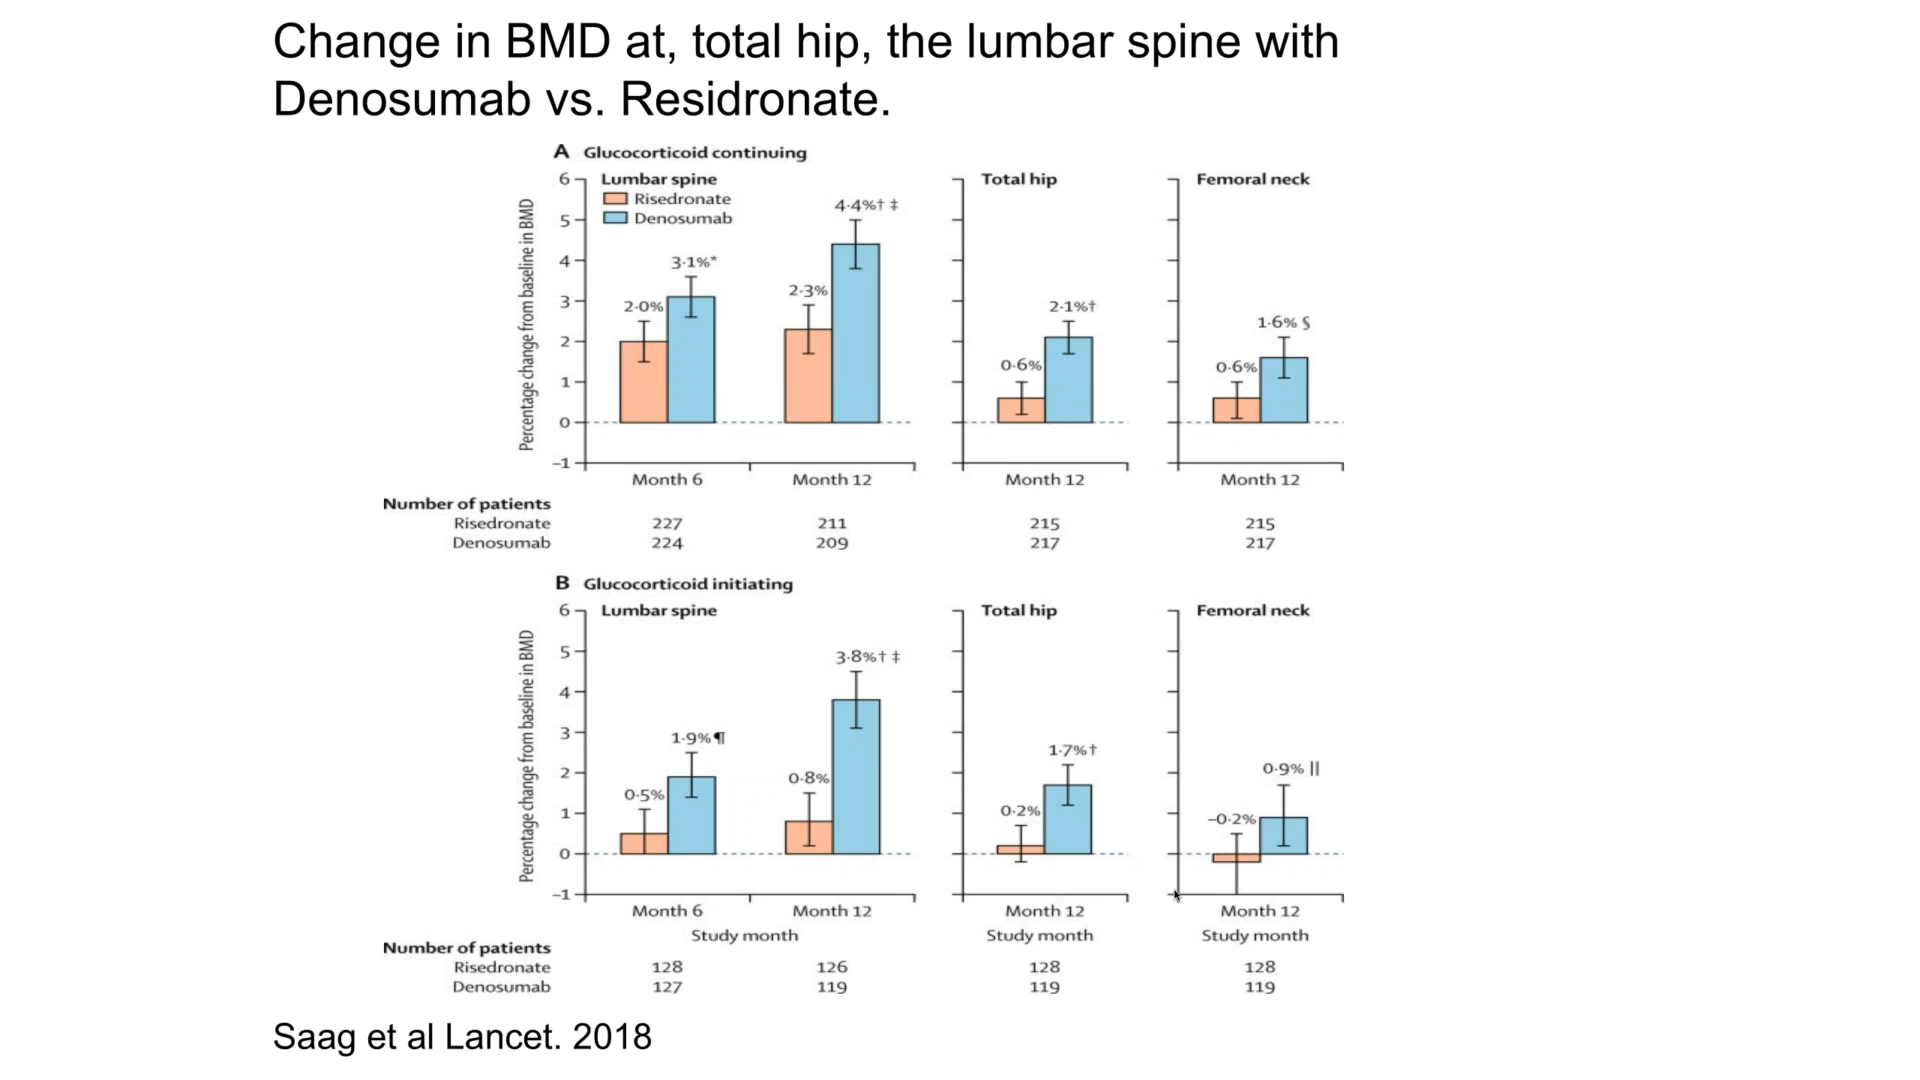 Change in BMD at, total hip, the lumbar spine with
Denosumab vs. Residronate.
A Glucocorticoid continuing
Percentage change from baseline in BMD
6
5
4
3
2
1
0
–1
Lumbar spine
Risedronate
Denosumab
2·0%
3·1%*
2·3%
4·4%† ‡
Month 6
Month 12
Total hip
0·6%
2·1%†
Month 12
Femoral neck
0·6%
1·6% §
Month 12
Number of patients
Risedronate 227 211 215 215
Denosumab 224 209 217 217
B Glucocorticoid initiating
Percentage change from baseline in BMD
6
5
4
3
2
1
0
–1
Lumbar spine
0·5%
1·9%¶
0·8%
3·8%† ‡
Month 6
Month 12
Study month
Total hip
0·2%
1·7%†
Month 12
Study month
Femoral neck
–0·2%
0·9% ||
Month 12
Study month
Number of patients
Risedronate 128 126 128 128
Denosumab 127 119 119 119
Saag et al Lancet. 2018